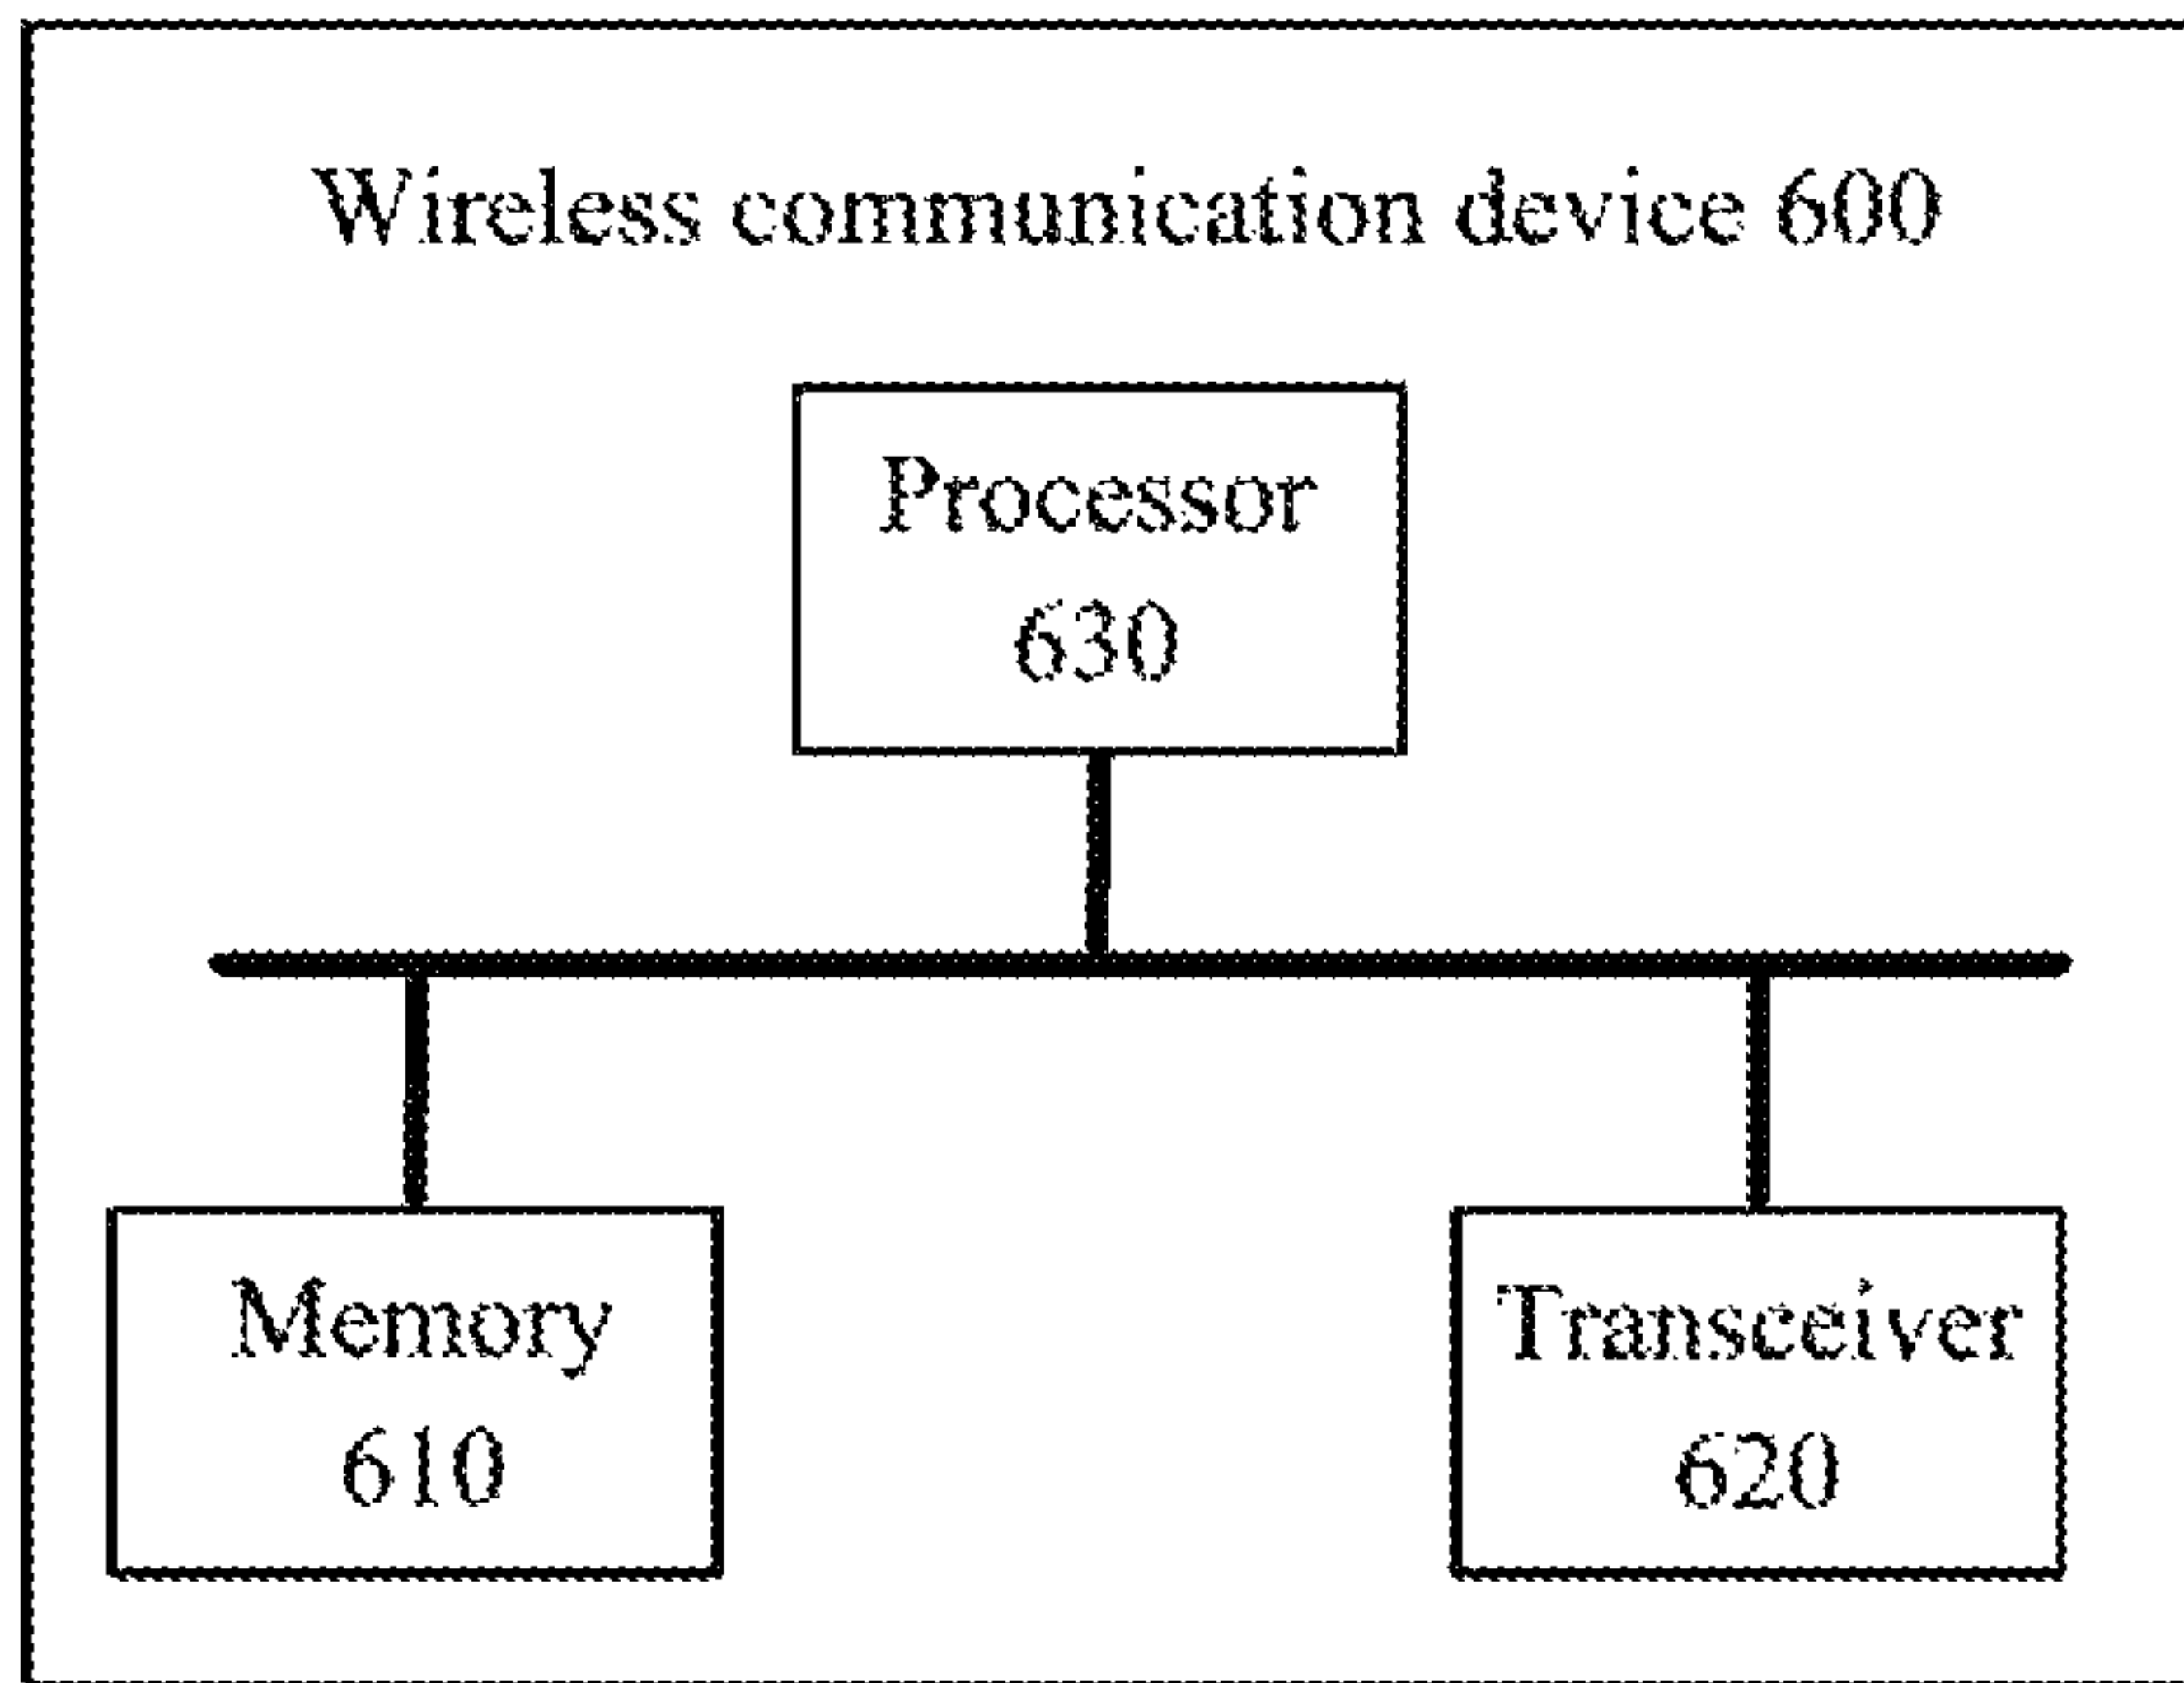 Wireless communication device 600
Processor
630
Memory
610
Transceiver
620